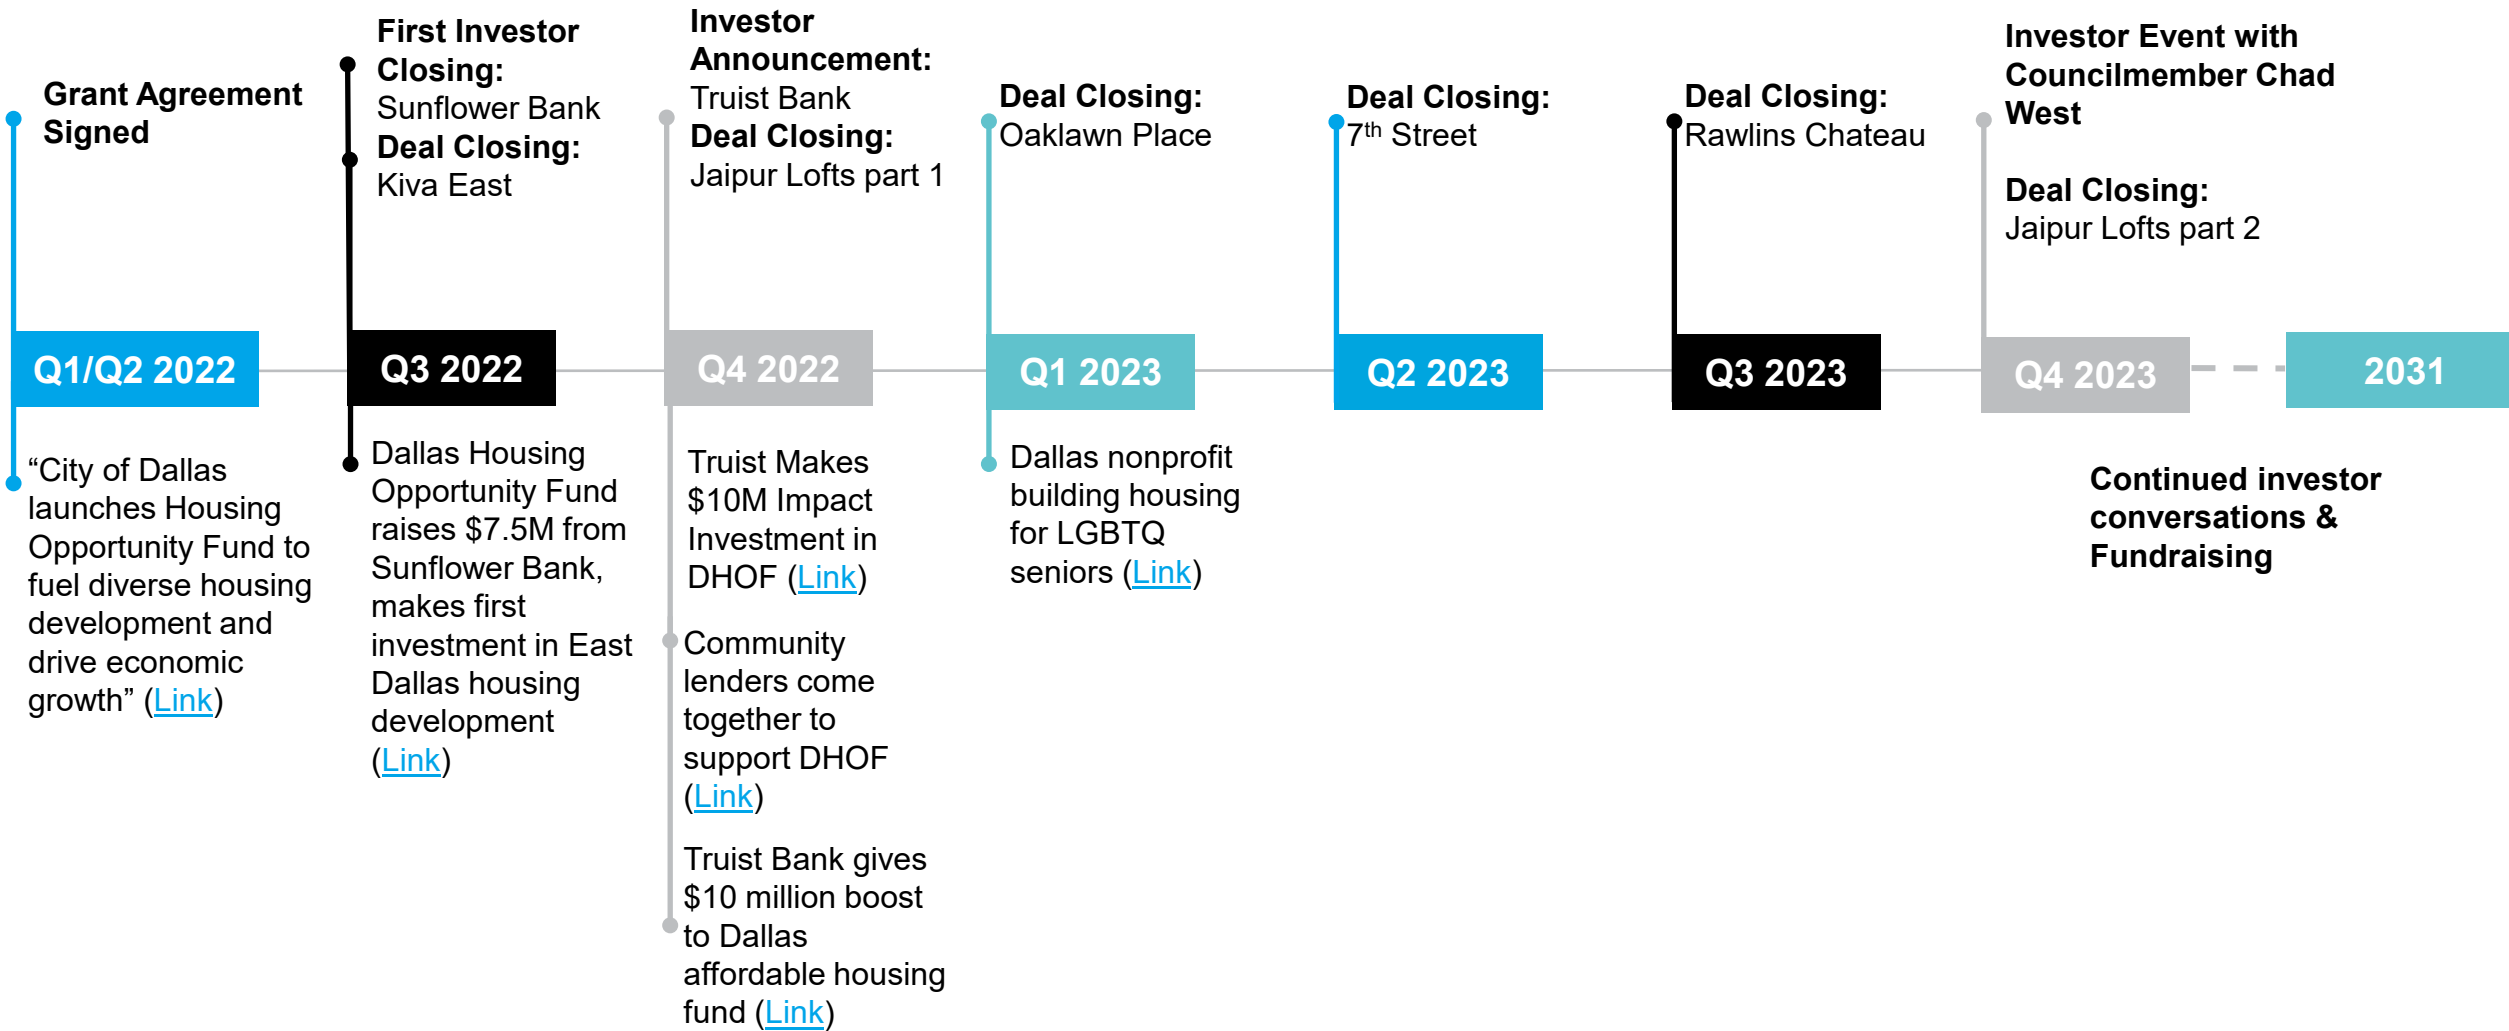 Grant Agreement
Signed
First Investor
Closing:
Sunflower Bank
Deal Closing:
Kiva East
Investor
Announcement:
Truist Bank
Deal Closing:
Jaipur Lofts part 1
Deal Closing:
Oaklawn Place
Deal Closing:
7th Street
Deal Closing:
Rawlins Chateau
Investor Event with
Councilmember Chad
West
Deal Closing:
Jaipur Lofts part 2
Q1/Q2 2022
Q3 2022
Q4 2022
Q1 2023
Q2 2023
Q3 2023
Q4 2023
2031
“City of Dallas
launches Housing
Opportunity Fund to
fuel diverse housing
development and
drive economic
growth” (Link)
Dallas Housing
Opportunity Fund
raises $7.5M from
Sunflower Bank,
makes first
investment in East
Dallas housing
development
(Link)
Truist Makes
$10M Impact
Investment in
DHOF (Link)
Community
lenders come
together to
support DHOF
(Link)
Truist Bank gives
$10 million boost
to Dallas
affordable housing
fund (Link)
Dallas nonprofit
building housing
for LGBTQ
seniors (Link)
Continued investor
conversations &
Fundraising